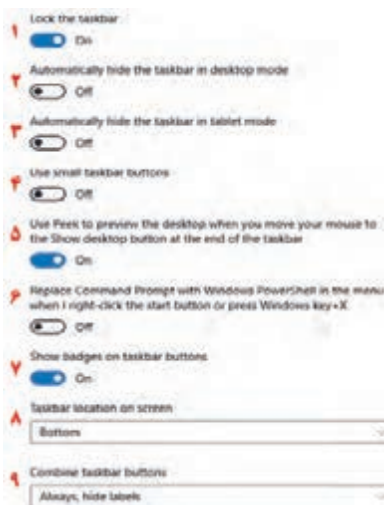 ۱ Lock the taskbar
On
۲ Automatically hide the taskbar in desktop mode
Off
۳ Automatically hide the taskbar in tablet mode
Off
۴ Use small taskbar buttons
Off
۵ Use Peek to preview the desktop when you move your mouse to
the Show desktop button at the end of the taskbar
On
۶ Replace Command Prompt with Windows PowerShell in the menu
when I right-click the start button or press Windows key+X
Off
۷ Show badges on taskbar buttons
On
۸ Taskbar location on screen
Bottom
۹ Combine taskbar buttons
Always, hide labels